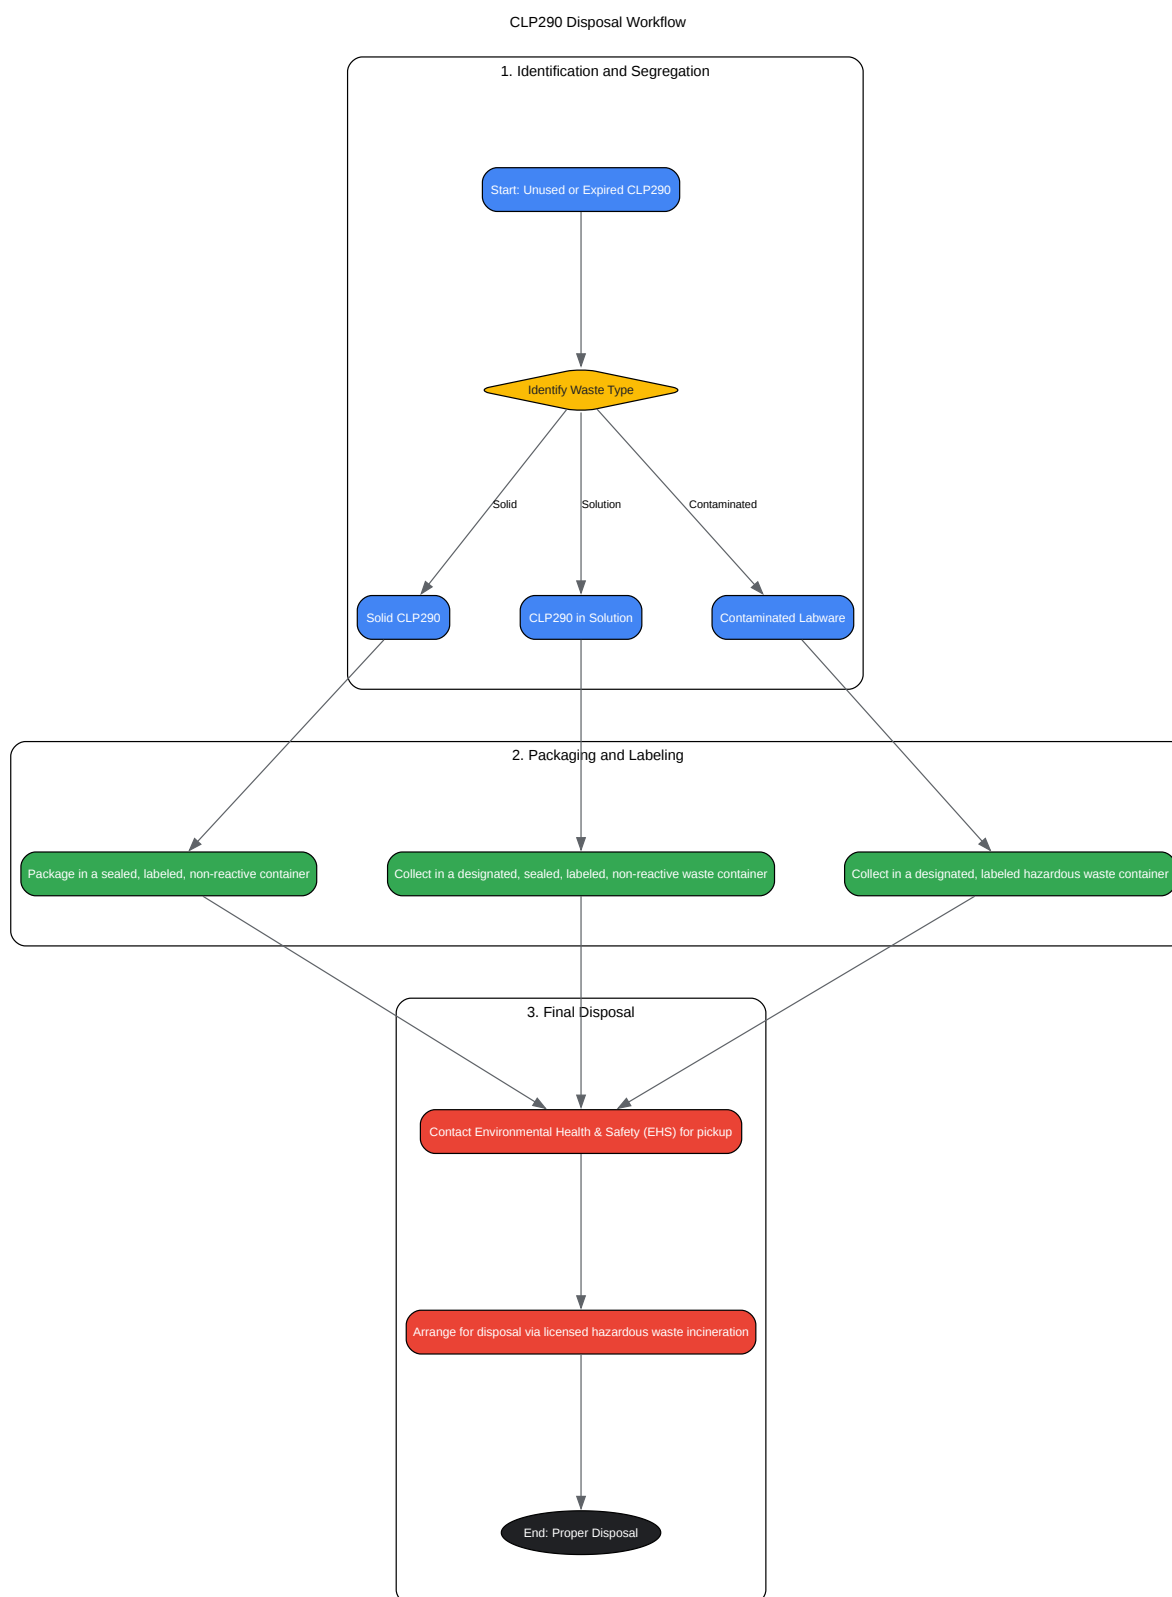 CLP290 Disposal Workflow
1. Identification and Segregation
Start: Unused or Expired CLP290
Identify Waste Type
Solid
Solution
Contaminated
Solid CLP290
CLP290 in Solution
Contaminated Labware
2. Packaging and Labeling
Package in a sealed, labeled, non-reactive container
Collect in a designated, sealed, labeled, non-reactive waste container
Collect in a designated, labeled hazardous waste container
3. Final Disposal
Contact Environmental Health & Safety (EHS) for pickup
Arrange for disposal via licensed hazardous waste incineration
End: Proper Disposal